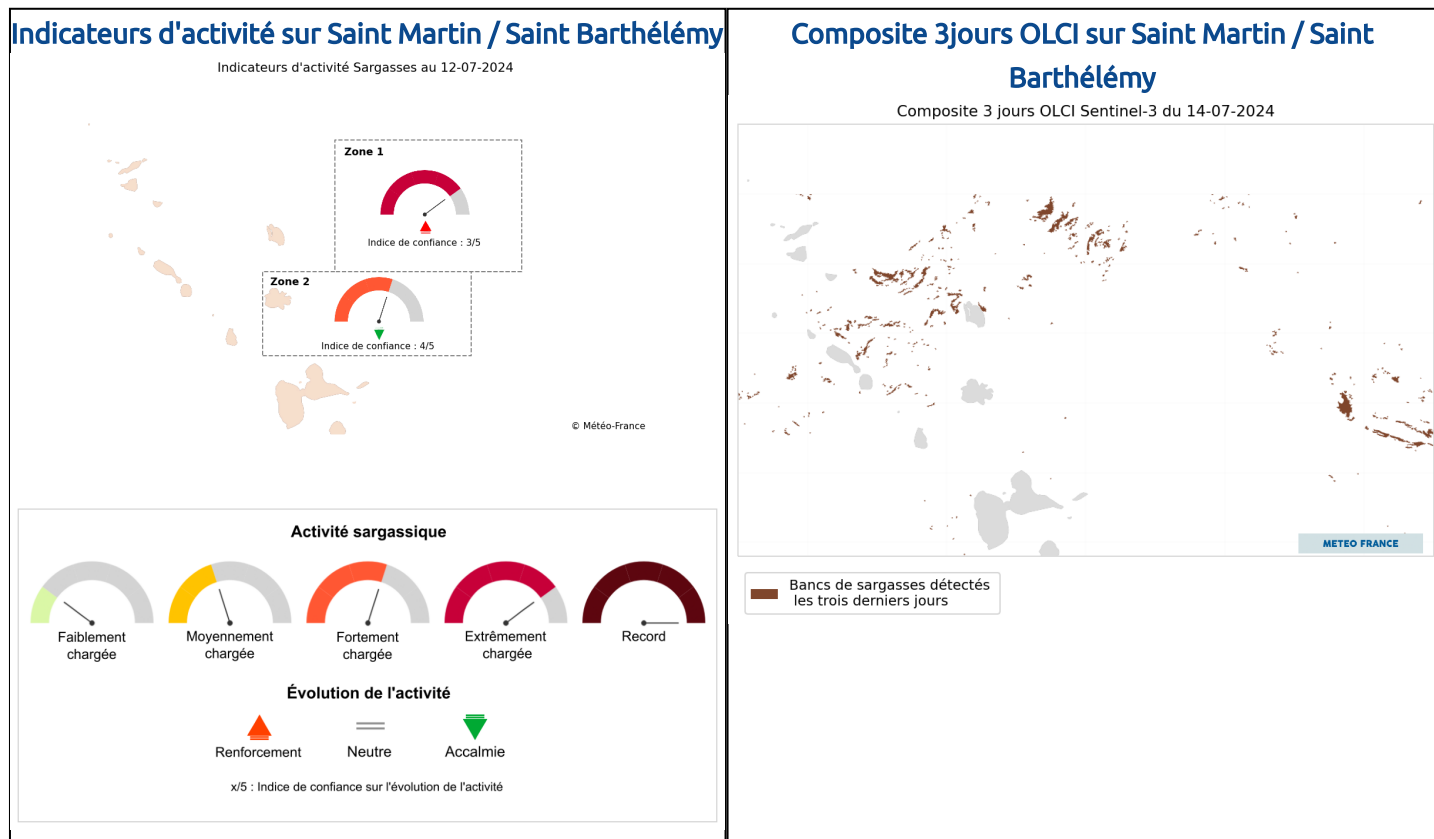 Indicateurs d'activité sur Saint Martin / Saint Barthélémy
Indicateurs d'activité Sargasses au 12-07-2024
Zone 1
Indice de confiance : 3/5
Zone 2
Indice de confiance : 4/5
© Météo-France
Activité sargassique
Faiblement
chargée
Moyennement
chargée
Fortement
chargée
Extrêmement
chargée
Record
Évolution de l'activité
Renforcement
Neutre
Accalmie
x/5 : Indice de confiance sur l'évolution de l'activité
Composite 3jours OLCI sur Saint Martin / Saint
Barthélémy
Composite 3 jours OLCI Sentinel-3 du 14-07-2024
METEO FRANCE
Bancs de sargasses détectés
les trois derniers jours